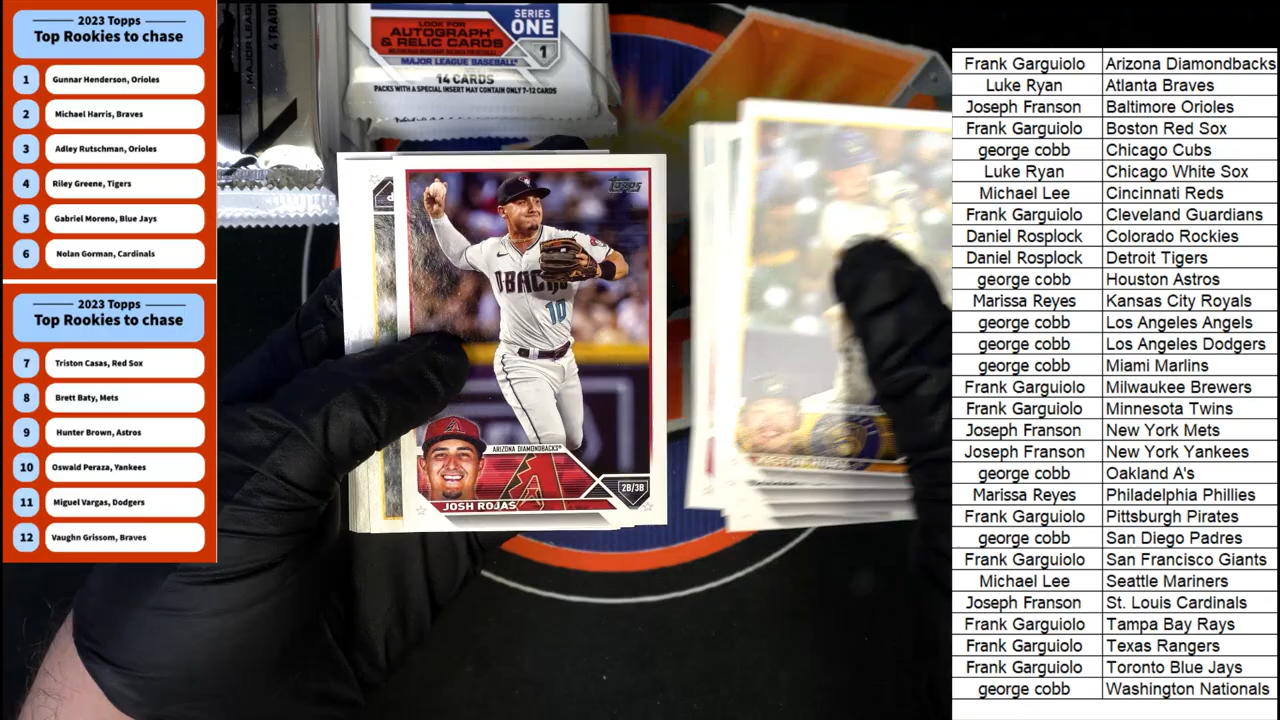 2023 Topps
Top Rookies to chase
1 Gunnar Henderson, Orioles
2 Michael Harris, Braves
3 Adley Rutschman, Orioles
4 Riley Greene, Tigers
5 Gabriel Moreno, Blue Jays
6 Nolan Gorman, Cardinals
2023 Topps
Top Rookies to chase
7 Triston Casas, Red Sox
8 Brett Baty, Mets
9 Hunter Brown, Astros
10 Oswald Peraza, Yankees
11 Miguel Vargas, Dodgers
12 Vaughn Grissom, Braves
SERIES
ONE
1
LOOK FOR
AUTOGRAPH
& RELIC CARDS
MAJOR LEAGUE BASEBALL
14 CARDS
PACKS WITH A SPECIAL INSERT MAY CONTAIN ONLY 7-12 CARDS
Topps
10
ARIZONA DIAMONDBACKS
2B/3B
JOSH ROJAS
Frank Garguiolo Arizona Diamondbacks
Luke Ryan Atlanta Braves
Joseph Franson Baltimore Orioles
Frank Garguiolo Boston Red Sox
george cobb Chicago Cubs
Luke Ryan Chicago White Sox
Michael Lee Cincinnati Reds
Frank Garguiolo Cleveland Gurdians
Daniel Rosplock Colorado Rockies
Daniel Rosplock Detroit Tigers
george cobb Houston Astros
Marissa Reyes Kansas City Royals
george cobb Los Angeles Angels
george cobb Los Angeles Dodgers
george cobb Miami Marlins
Frank Garguiolo Milwaukee Brewers
Frank Garguiolo Minnesota Twins
Joseph Franson New York Mets
Joseph Franson New York Yankees
george cobb Oakland A's
Marissa Reyes Philadelphia Phillies
Frank Garguiolo Pittsburgh Pirates
george cobb San Diego Padres
Frank Garguiolo San Francisco Giants
Michael Lee Seattle Mariners
Joseph Franson St. Louis Cardinals
Frank Garguiolo Tampa Bay Rays
Frank Garguiolo Texas Rangers
Frank Garguiolo Toronto Blue Jays
george cobb Washington Nationals